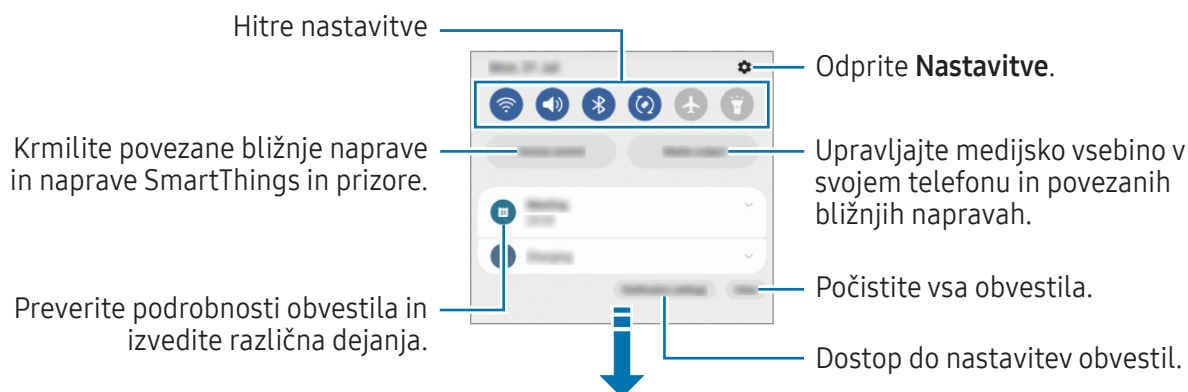 Hitre nastavitve
Odprite Nastavitve.
Krmilite povezane bližnje naprave
in naprave SmartThings in prizore.
Upravljajte medijsko vsebino v
svojem telefonu in povezanih
bližnjih napravah.
Preverite podrobnosti obvestila in
izvedite različna dejanja.
Počistite vsa obvestila.
Dostop do nastavitev obvestil.